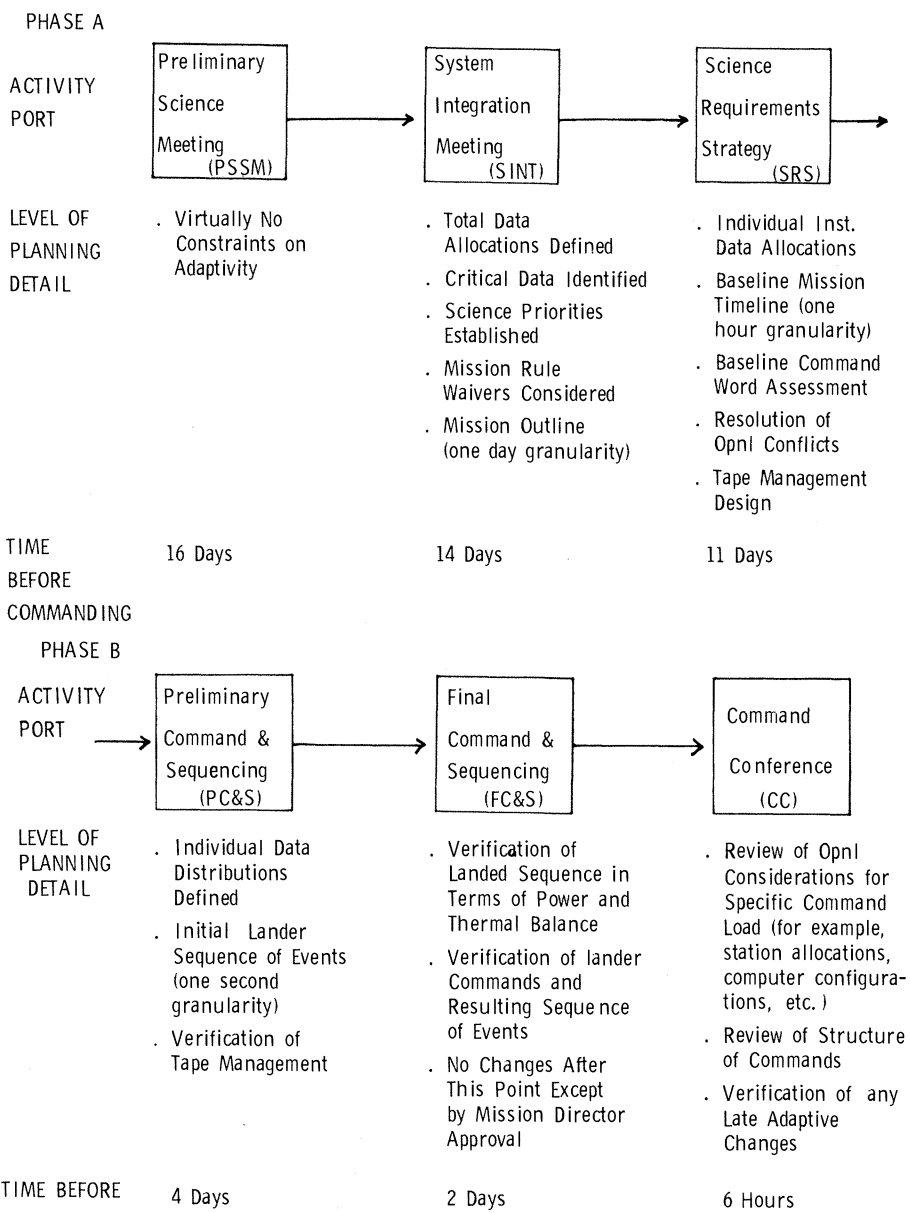 PHASE A
ACTIVITY
PORT
Preliminary
Science
Meeting
(PSSM)
System
Integration
Meeting
(SINT)
Science
Requirements
Strategy
(SRS)
LEVEL OF
PLANNING
DETAIL
. Virtually No
Constraints on
Adaptivity
. Total Data
Allocations Defined
. Critical Data Identified
. Science Priorities
Established
. Mission Rule
Waivers Considered
. Mission Outline
(one day granularity)
. Individual Inst.
Data Allocations
. Baseline Mission
Timeline (one
hour granularity)
. Baseline Command
Word Assessment
. Resolution of
Opnl Conflicts
. Tape Management
Design
TIME
BEFORE
COMMANDING
16 Days
14 Days
11 Days
PHASE B
ACTIVITY
PORT
Preliminary
Command &
Sequencing
(PC&S)
Final
Command &
Sequencing
(FC&S)
Command
Conference
(CC)
LEVEL OF
PLANNING
DETAIL
. Individual Data
Distributions
Defined
. Initial Lander
Sequence of Events
(one second
granularity)
. Verification of
Tape Management
. Verification of
Landed Sequence in
Terms of Power and
Thermal Balance
. Verification of lander
Commands and
Resulting Sequence
of Events
. No Changes After
This Point Except
by Mission Director
Approval
. Review of Opnl
Considerations for
Specific Command
Load (for example,
station allocations,
computer configura-
tions, etc.)
. Review of Structure
of Commands
. Verification of any
Late Adaptive
Changes
TIME BEFORE
4 Days
2 Days
6 Hours